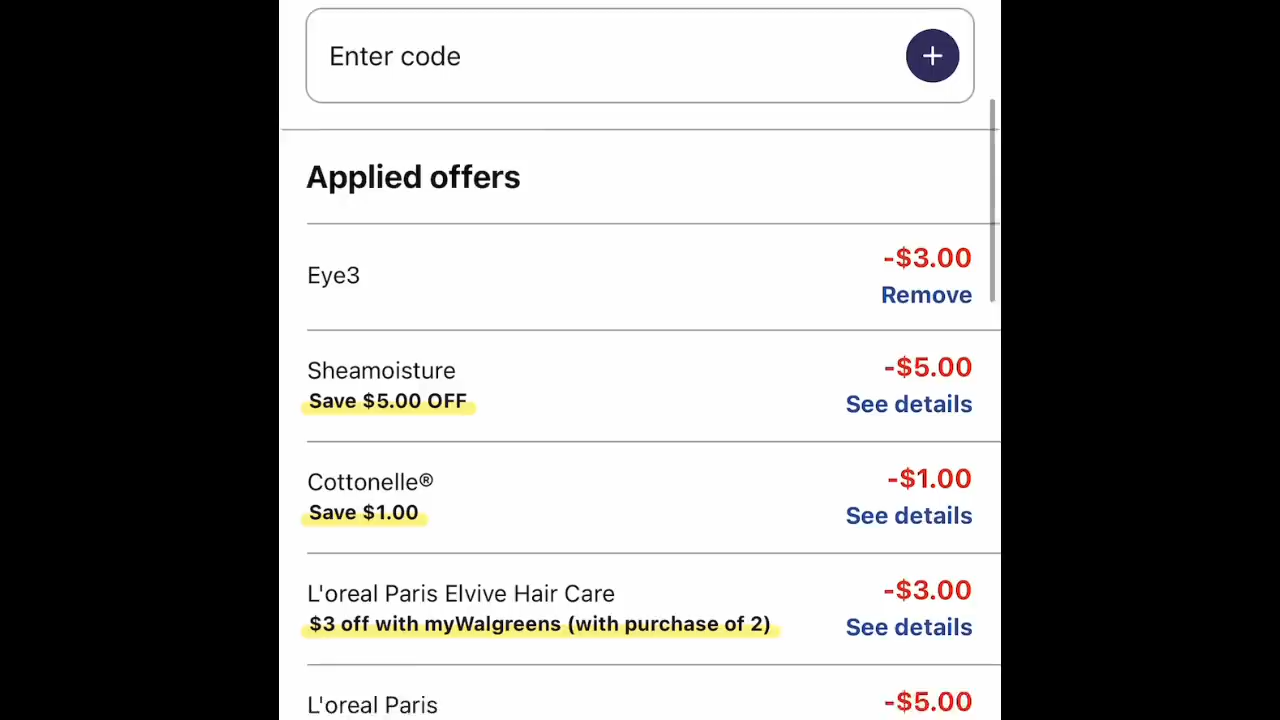 Enter code
Applied offers
Eye3
-$3.00
Remove
Sheamoisture
-$5.00
Save $5.00 OFF
See details
Cottonelle®
-$1.00
Save $1.00
See details
L'oreal Paris Elvive Hair Care
-$3.00
$3 off with myWalgreens (with purchase of 2)
See details
L'oreal Paris
-$5.00